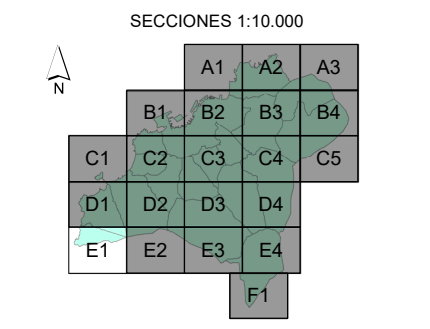 SECCIONES 1:10.000
N
A1 A2 A3
B1 B2 B3 B4
C1 C2 C3 C4 C5
D1 D2 D3 D4
E1 E2 E3 E4
F1